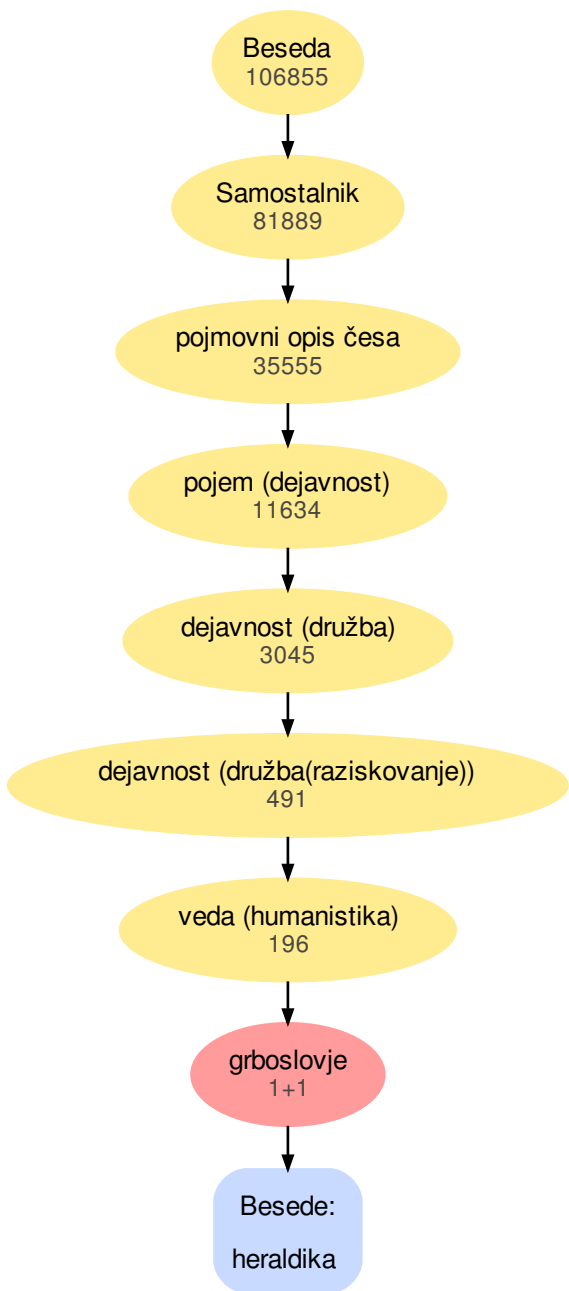 Beseda
106855
Samostalnik
81889
pojmovni opis česa
35555
pojem (dejavnost)
11634
dejavnost (družba)
3045
dejavnost (družba(raziskovanje))
491
veda (humanistika)
196
grboslovje
1+1
Besede:
heraldika